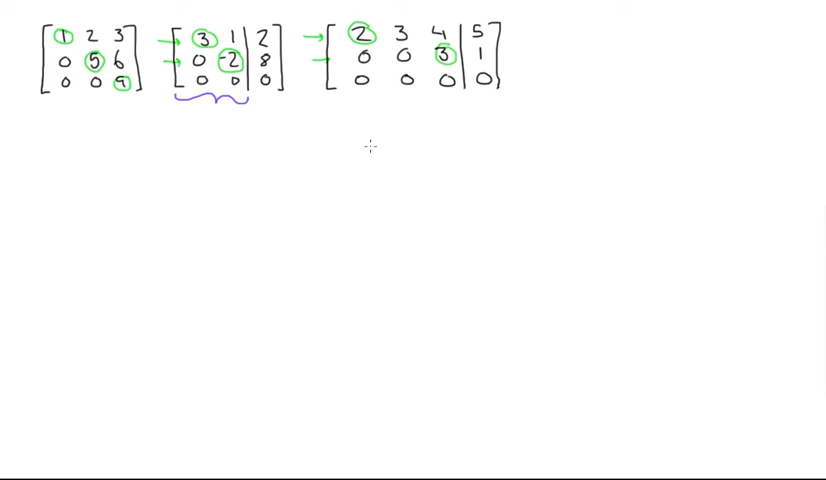 [ 1 2 3 ] → [ 3 1 | 2 ] → [ 2 3 4 | 5 ]
[ 0 5 6 ] → [ 0 -2 | 8 ] → [ 0 0 3 | 1 ]
[ 0 0 9 ] [ 0 0 | 0 ] [ 0 0 0 | 0 ]